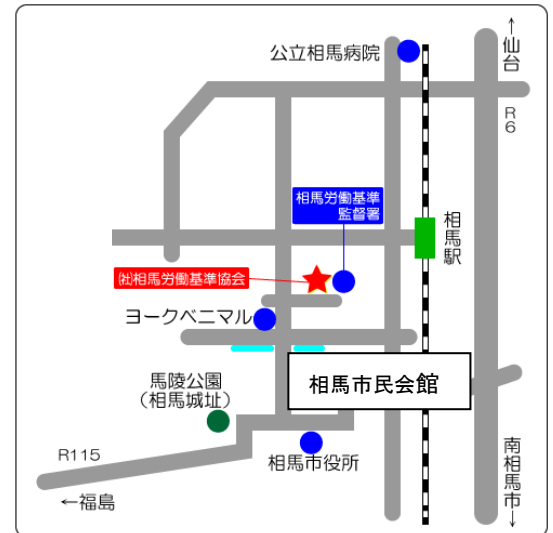 公立相馬病院
↑仙台
R6
相馬労働基準
監督署
相馬駅
㈳相馬労働基準協会
ヨークベニマル
相馬市民会館
馬陵公園
（相馬城址）
R115
相馬市役所
←福島
南相馬市↓